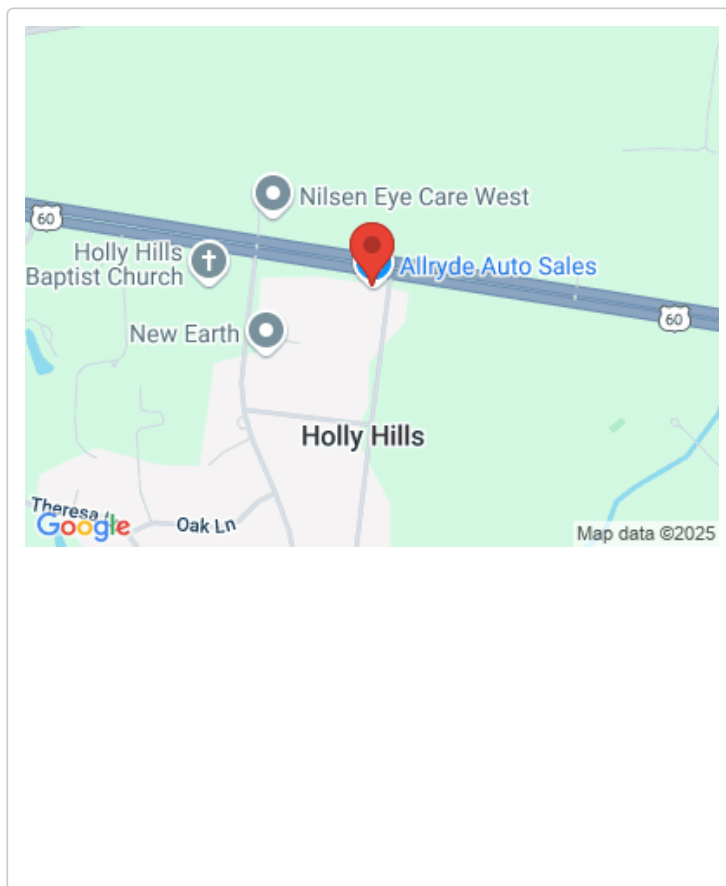 Nilsen Eye Care West
60
Holly Hills
Baptist Church
Allryde Auto Sales
New Earth
60
Holly Hills
Theresa
Oak Ln
Google
Map data ©2025